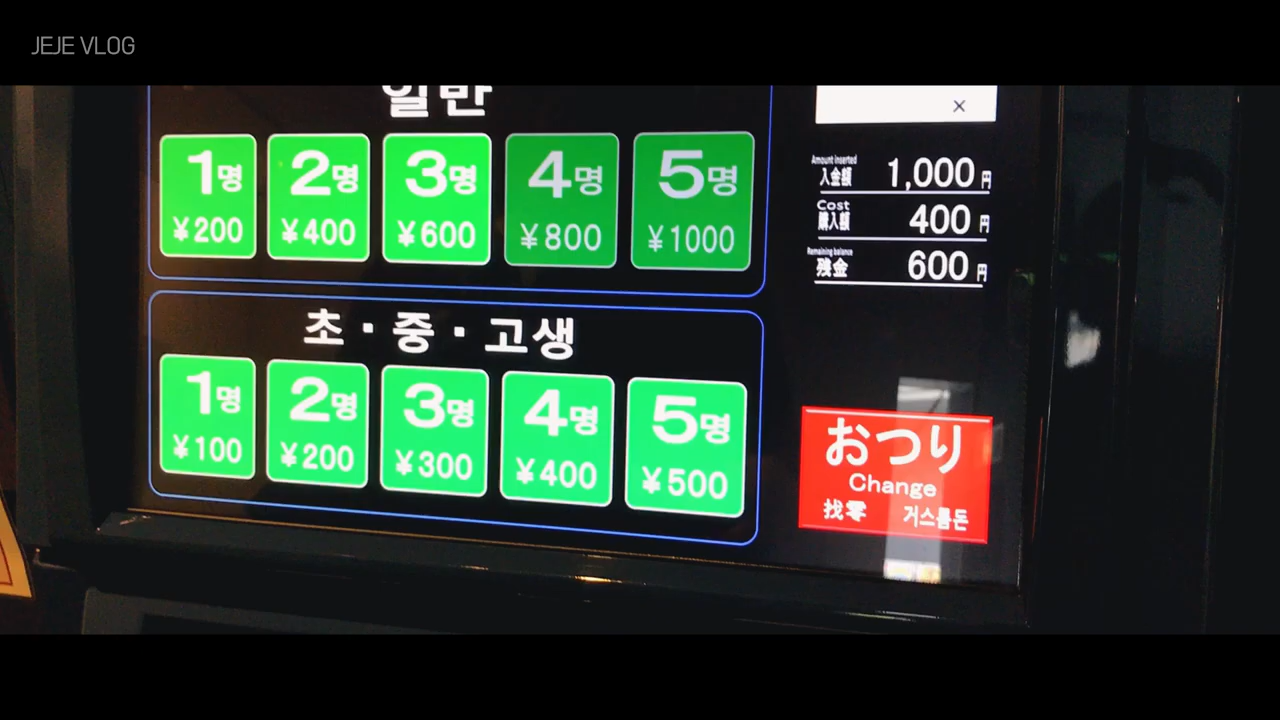 JEJE VLOG
일반
1명 2명 3명 4명 5명
¥200 ¥400 ¥600 ¥800 ¥1000
초・중・고생
1명 2명 3명 4명 5명
¥100 ¥200 ¥300 ¥400 ¥500
×
Amount inserted
入金額 1,000円
Cost
購入額 400円
Remaining balance
残金 600円
おつり
Change
找零 거스름돈